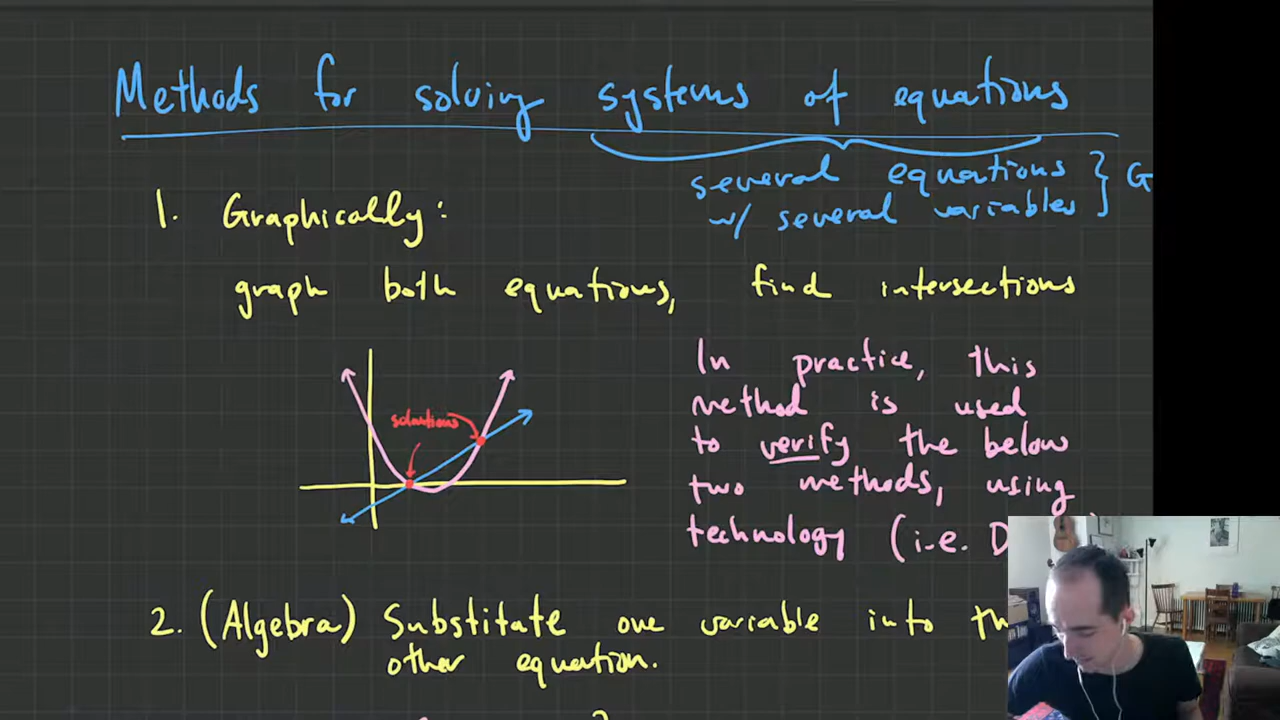 Methods for solving systems of equations
several equations } G
w/ several variables
1. Graphically:
graph both equations, find intersections
solutions
In practice, this
method is used
to verify the below
two methods, using
technology (i.e. D
2. (Algebra) Substitute one variable into th
other equation.